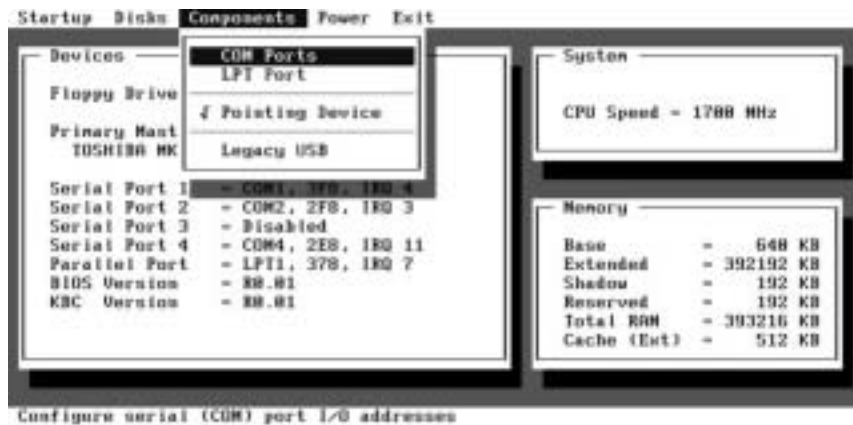 Startup Disks Components Power Exit
COM Ports
LPT Port
√ Pointing Device
Legacy USB
Devices
Floppy Drive
Primary Mast
TOSHIBA MK
Serial Port 1 = COM1, 3F8, IRQ 4
Serial Port 2 = COM2, 2F8, IRQ 3
Serial Port 3 = Disabled
Serial Port 4 = COM4, 2E8, IRQ 11
Parallel Port = LPT1, 378, IRQ 7
BIOS Version = R0.01
KBC Version = R0.01
System
CPU Speed = 1700 MHz
Memory
Base = 640 KB
Extended = 392192 KB
Shadow = 192 KB
Reserved = 192 KB
Total RAM = 393216 KB
Cache (Ext) = 512 KB
Configure serial (COM) port I/O addresses